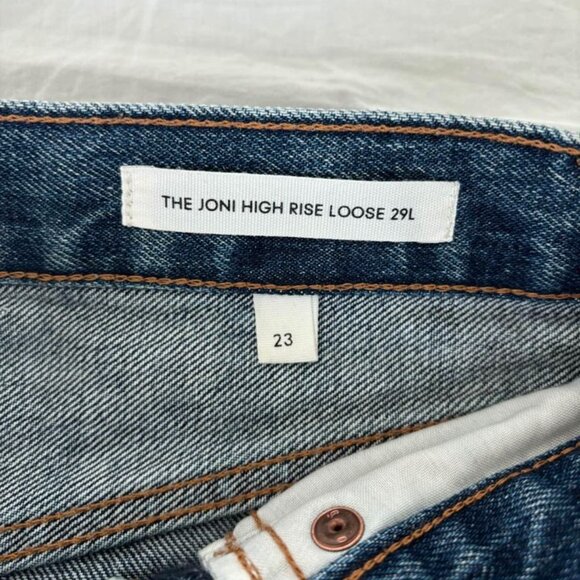 THE JONI HIGH RISE LOOSE 29L
23